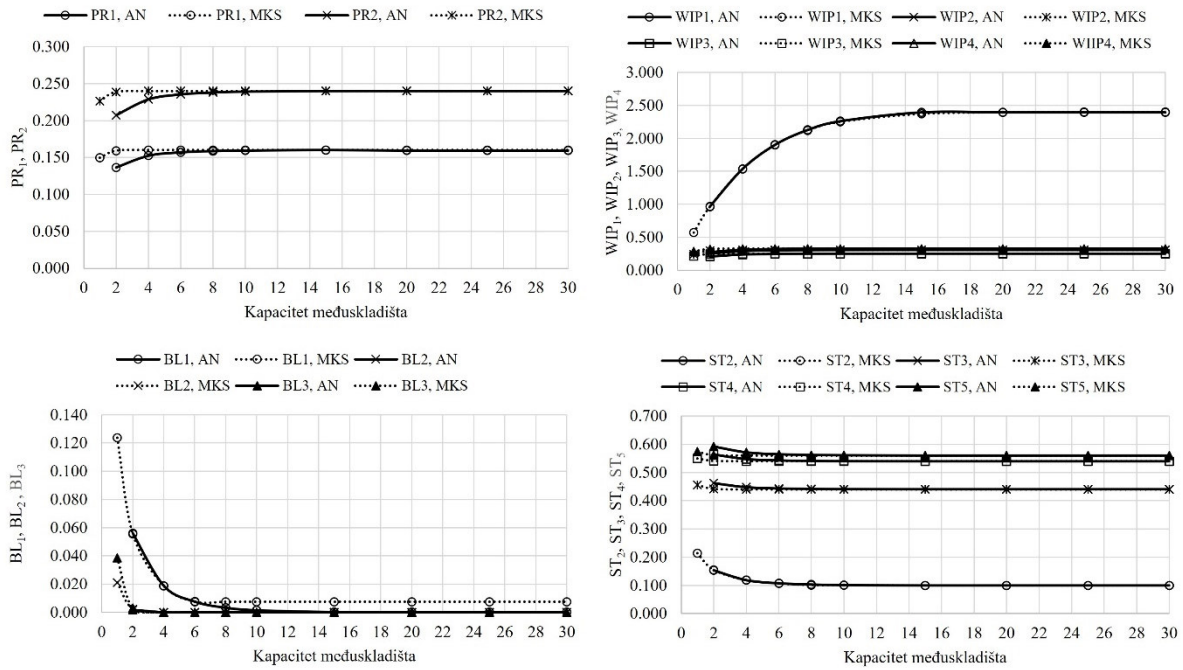 PR1, AN PR1, MKS PR2, AN PR2, MKS
0.300
0.250
0.200
0.150
0.100
0.050
0.000
PR1, PR2
0 2 4 6 8 10 12 14 16 18 20 22 24 26 28 30
Kapacitet međuskladišta
WIP1, AN WIP1, MKS WIP2, AN WIP2, MKS
WIP3, AN WIP3, MKS WIP4, AN WIIP4, MKS
3.000
2.500
2.000
1.500
1.000
0.500
0.000
WIP1, WIP2, WIP3, WIP4
0 2 4 6 8 10 12 14 16 18 20 22 24 26 28 30
Kapacitet međuskladišta
BL1, AN BL1, MKS BL2, AN
BL2, MKS BL3, AN BL3, MKS
0.140
0.120
0.100
0.080
0.060
0.040
0.020
0.000
BL1, BL2, BL3
0 2 4 6 8 10 12 14 16 18 20 22 24 26 28 30
Kapacitet međuskladišta
ST2, AN ST2, MKS ST3, AN ST3, MKS
ST4, AN ST4, MKS ST5, AN ST5, MKS
0.700
0.600
0.500
0.400
0.300
0.200
0.100
0.000
ST2, ST3, ST4, ST5
0 2 4 6 8 10 12 14 16 18 20 22 24 26 28 30
Kapacitet međuskladišta